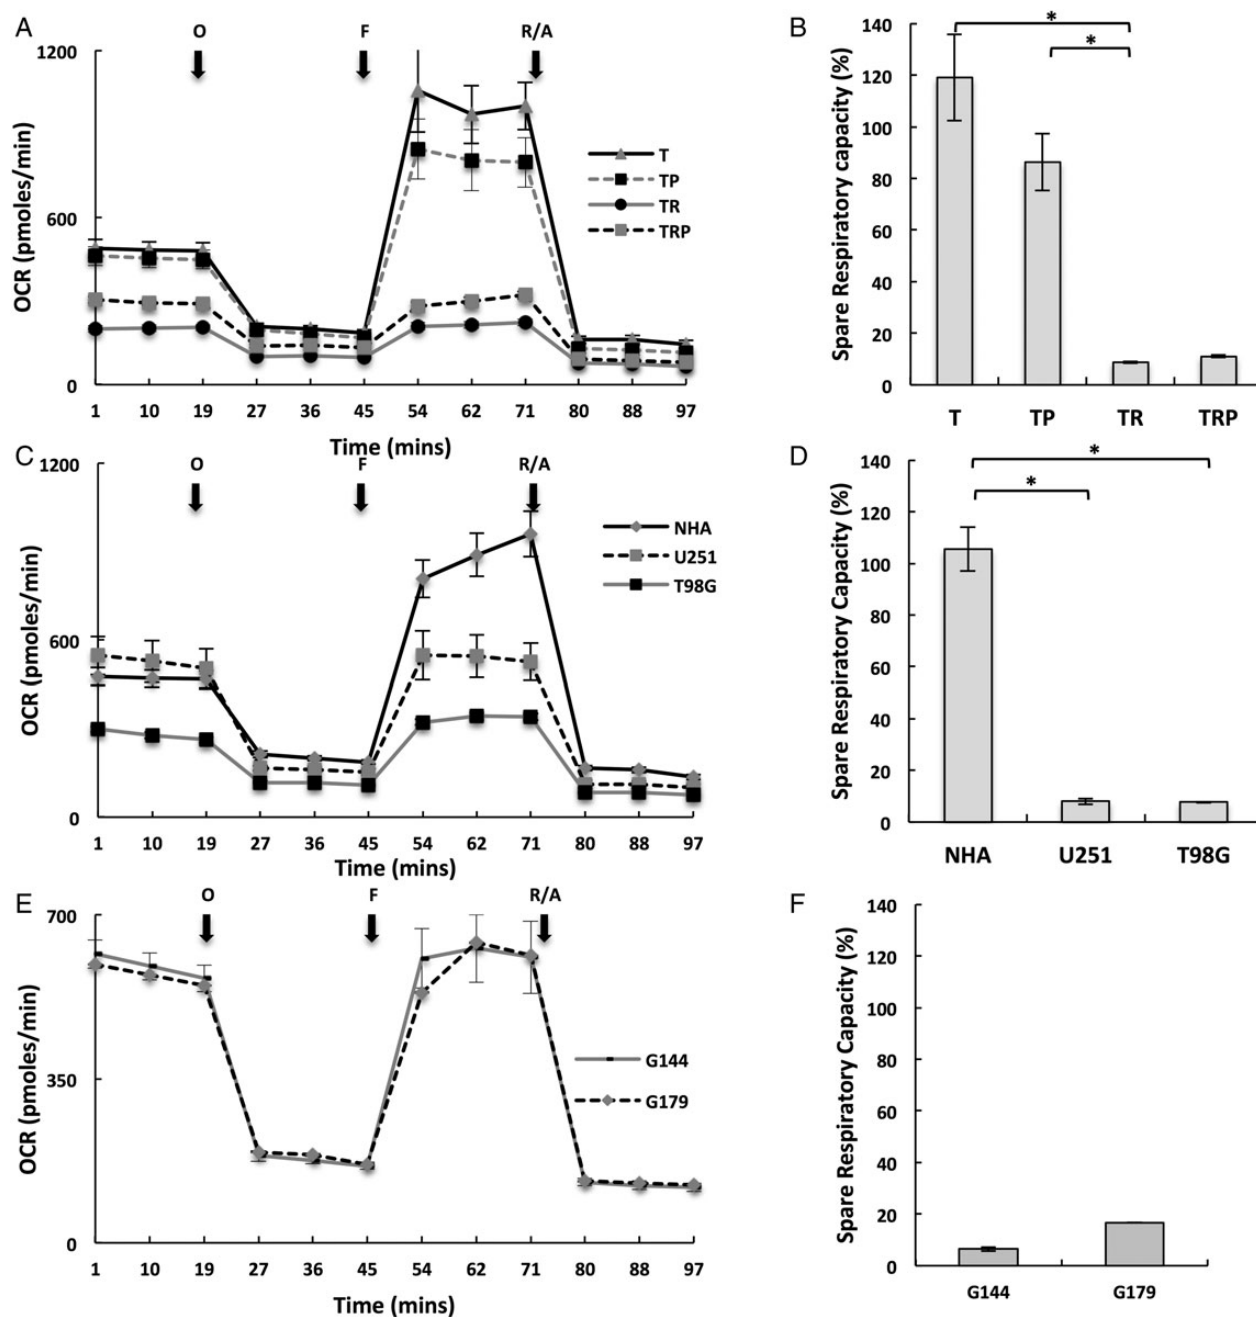 A
O
F
R/A
1200
600
0
OCR (pmoles/min)
T
TP
TR
TRP
1 10 19 27 36 45 54 62 71 80 88 97
Time (mins)
B
*
*
140
120
100
80
60
40
20
0
Spare Respiratory capacity (%)
T TP TR TRP
C
O
F
R/A
1200
600
0
OCR (pmoles/min)
NHA
U251
T98G
1 10 19 27 36 45 54 62 71 80 88 97
Time (mins)
D
*
*
140
120
100
80
60
40
20
0
Spare Respiratory Capacity (%)
NHA U251 T98G
E
O
F
R/A
700
350
0
OCR (pmoles/min)
G144
G179
1 10 19 27 36 45 54 62 71 80 88 97
Time (mins)
F
140
120
100
80
60
40
20
0
Spare Respiratory Capacity (%)
G144 G179